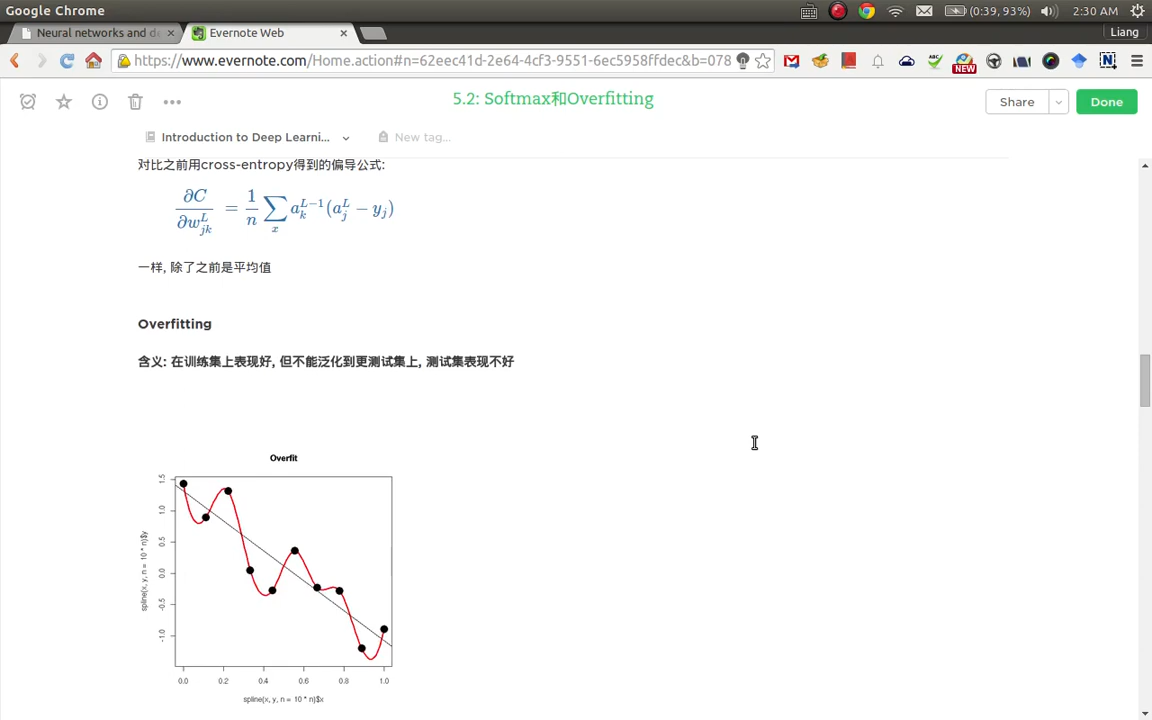 Google Chrome
(0:39, 93%)
2:30 AM
Neural networks and de
Evernote Web
Liang
https://www.evernote.com/Home.action#n=62eec41d-2e64-4cf3-9551-6ec5958ffdec&b=078
NEW
5.2: Softmax和Overfitting
Share
Done
Introduction to Deep Learni...
New tag...
对比之前用cross-entropy得到的偏导公式:
∂C/∂w_{jk}^L = 1/n ∑_x a_k^{L−1}(a_j^L − y_j)
一样, 除了之前是平均值
Overfitting
含义: 在训练集上表现好, 但不能泛化到更测试集上, 测试集表现不好
Overfit
spline(x, y, n = 10 * n)$y
1.5
1.0
0.5
0.0
-0.5
-1.0
0.0 0.2 0.4 0.6 0.8 1.0
spline(x, y, n = 10 * n)$x